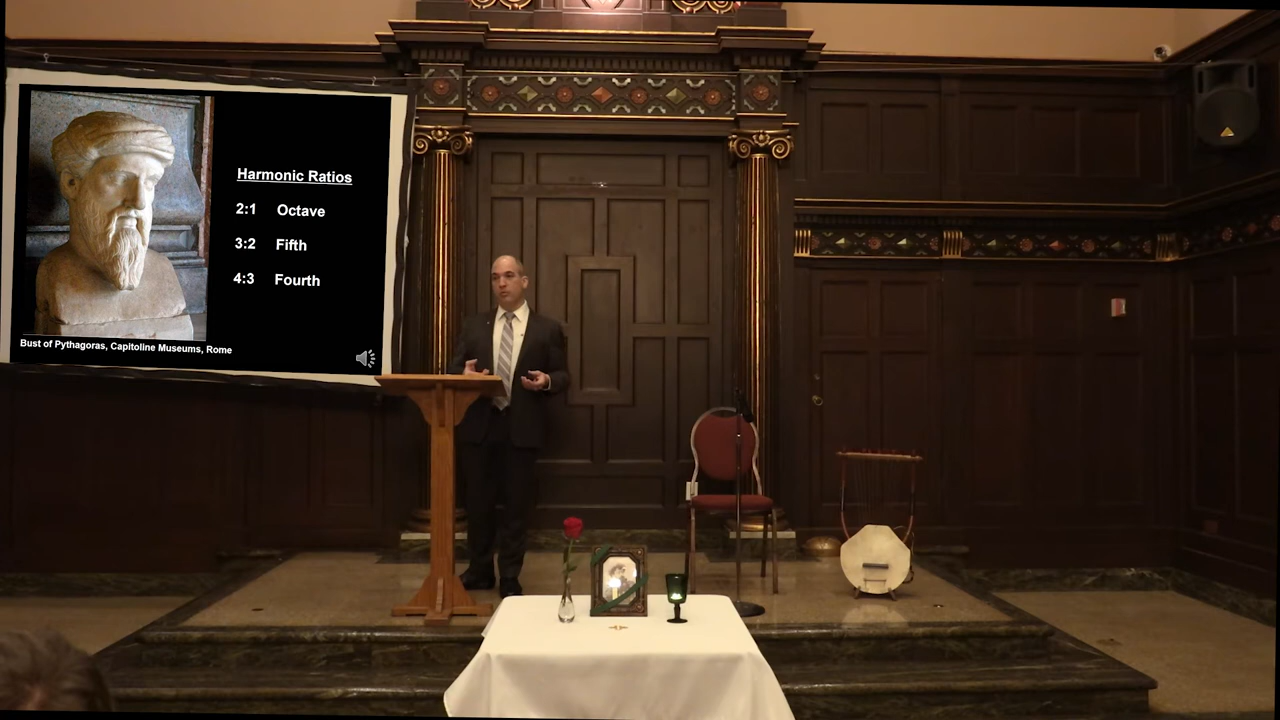 Harmonic Ratios
2:1 Octave
3:2 Fifth
4:3 Fourth
Bust of Pythagoras, Capitoline Museums, Rome